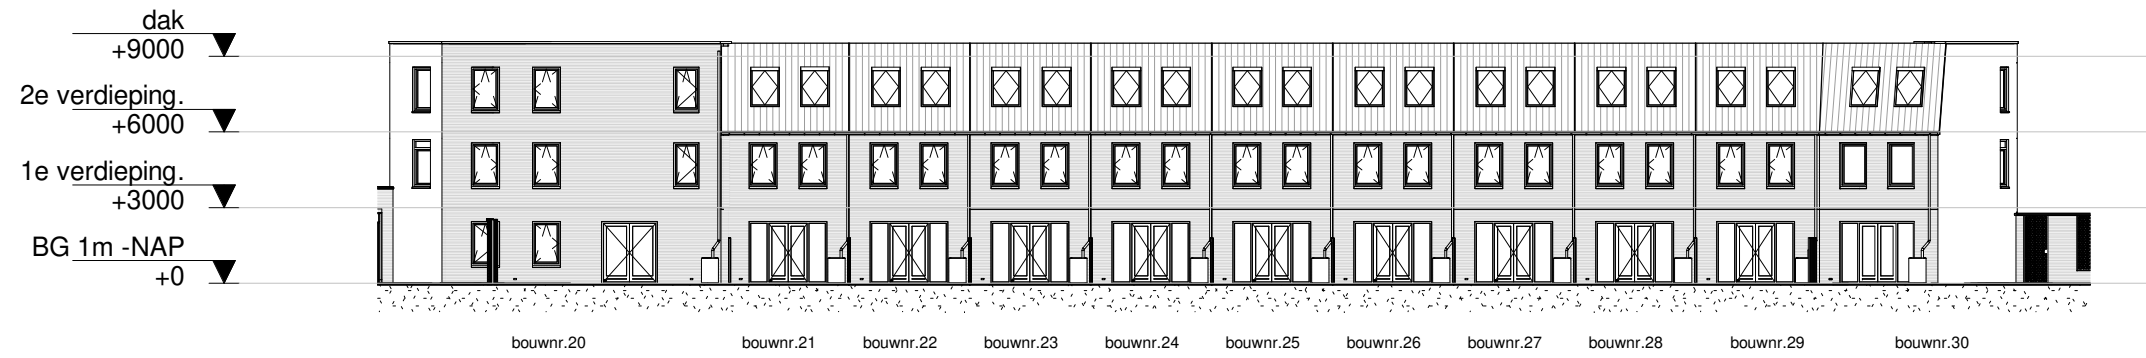 dak
+9000
2e verdieping.
+6000
1e verdieping.
+3000
BG 1m -NAP
+0
bouwnr.20 bouwnr.21 bouwnr.22 bouwnr.23 bouwnr.24 bouwnr.25 bouwnr.26 bouwnr.27 bouwnr.28 bouwnr.29 bouwnr.30